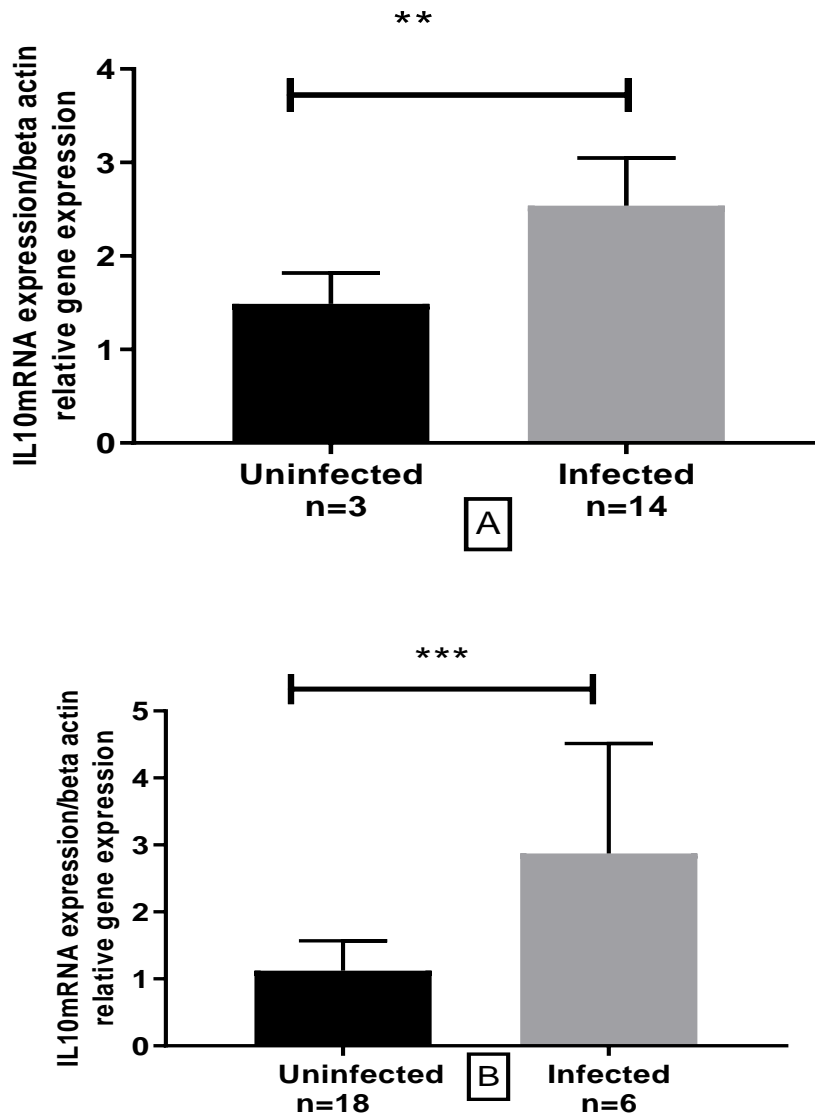 **
IL10mRNA expression/beta actin
relative gene expression
4
3
2
1
0
Uninfected
n=3
Infected
n=14
A
***
IL10mRNA expression/beta actin
relative gene expression
5
4
3
2
1
0
Uninfected
n=18
Infected
n=6
B